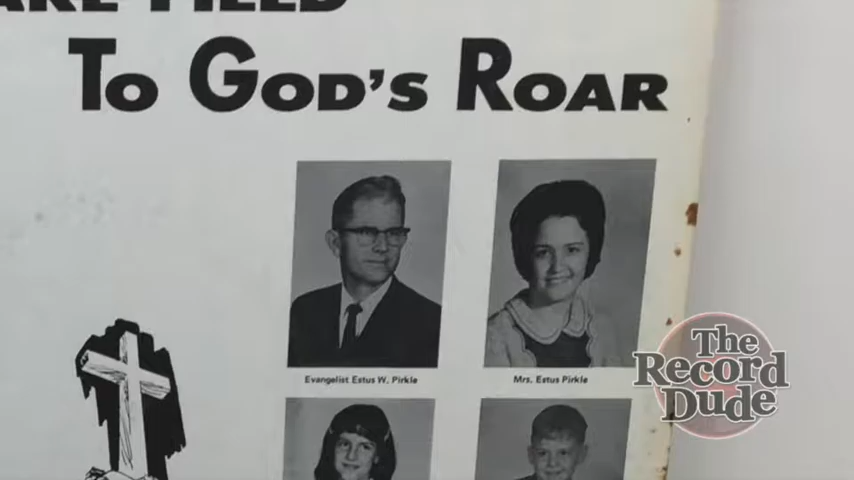 To God's Roar
Evangelist Estus W. Pirkle
Mrs. Estus Pirkle
The
Record
Dude